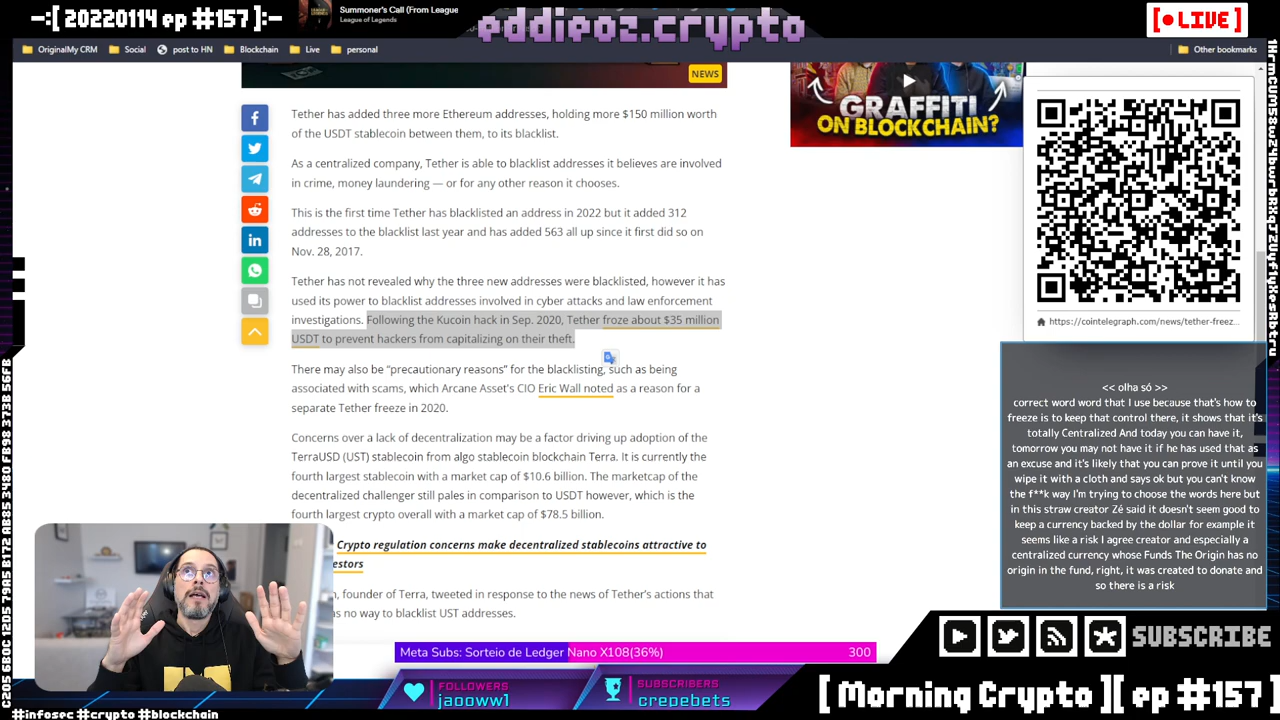 -:[ 20220114 ep #157 ]:-
Summoner's Call (From League
League of Legends
eddieoz.crypto
[● LIVE]
OriginalMy CRM
Social
post to HN
Blockchain
Live
personal
Other bookmarks
NEWS
GRAFFITI
ON BLOCKCHAIN?
Tether has added three more Ethereum addresses, holding more $150 million worth
of the USDT stablecoin between them, to its blacklist.
As a centralized company, Tether is able to blacklist addresses it believes are involved
in crime, money laundering — or for any other reason it chooses.
This is the first time Tether has blacklisted an address in 2022 but it added 312
addresses to the blacklist last year and has added 563 all up since it first did so on
Nov. 28, 2017.
Tether has not revealed why the three new addresses were blacklisted, however it has
used its power to blacklist addresses involved in cyber attacks and law enforcement
investigations. Following the Kucoin hack in Sep. 2020, Tether froze about $35 million
USDT to prevent hackers from capitalizing on their theft.
There may also be “precautionary reasons” for the blacklisting, such as being
associated with scams, which Arcane Asset's CIO Eric Wall noted as a reason for a
separate Tether freeze in 2020.
Concerns over a lack of decentralization may be a factor driving up adoption of the
TerraUSD (UST) stablecoin from algo stablecoin blockchain Terra. It is currently the
fourth largest stablecoin with a market cap of $10.6 billion. The marketcap of the
decentralized challenger still pales in comparison to USDT however, which is the
fourth largest crypto overall with a market cap of $78.5 billion.
Crypto regulation concerns make decentralized stablecoins attractive to
estors
founder of Terra, tweeted in response to the news of Tether's actions that
s no way to blacklist UST addresses.
https://cointelegraph.com/news/tether-freez...
<< olha só >>
correct word word that I use because that's how to
freeze is to keep that control there, it shows that it's
totally Centralized And today you can have it,
tomorrow you may not have it if he has used that as
an excuse and it's likely that you can prove it until you
wipe it with a cloth and says ok but you can't know
the f**k way I'm trying to choose the words here but
in this straw creator Zé said it doesn't seem good to
keep a currency backed by the dollar for example it
seems like a risk I agree creator and especially a
centralized currency whose Funds The Origin has no
origin in the fund, right, it was created to donate and
so there is a risk
Meta Subs: Sorteio de Ledger Nano X108(36%)
300
FOLLOWERS
jaooww1
SUBSCRIBERS
crepebets
SUBSCRIBE
[ Morning Crypto ][ ep #157 ]
#infosec #crypto #blockchain